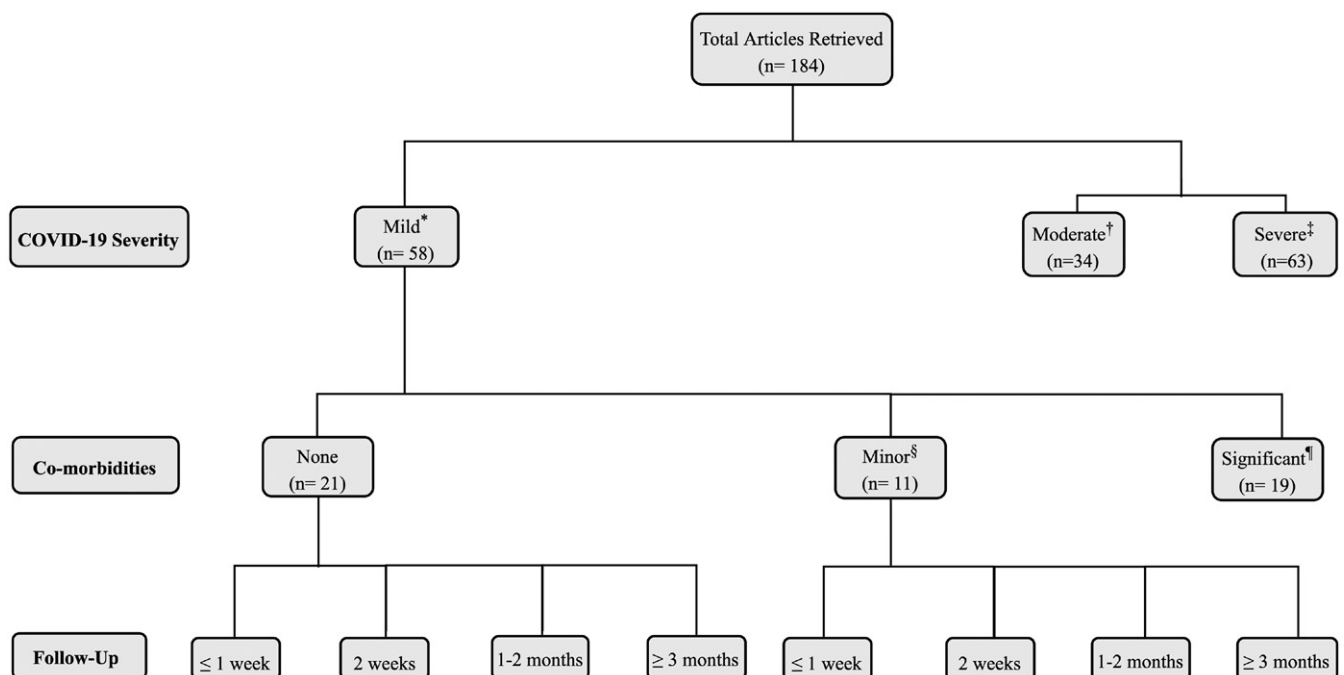 Total Articles Retrieved
(n= 184)
COVID-19 Severity
Mild*
(n= 58)
Moderate†
(n=34)
Severe‡
(n=63)
Co-morbidities
None
(n= 21)
Minor§
(n= 11)
Significant¶
(n= 19)
Follow-Up
≤ 1 week
2 weeks
1-2 months
≥ 3 months
≤ 1 week
2 weeks
1-2 months
≥ 3 months